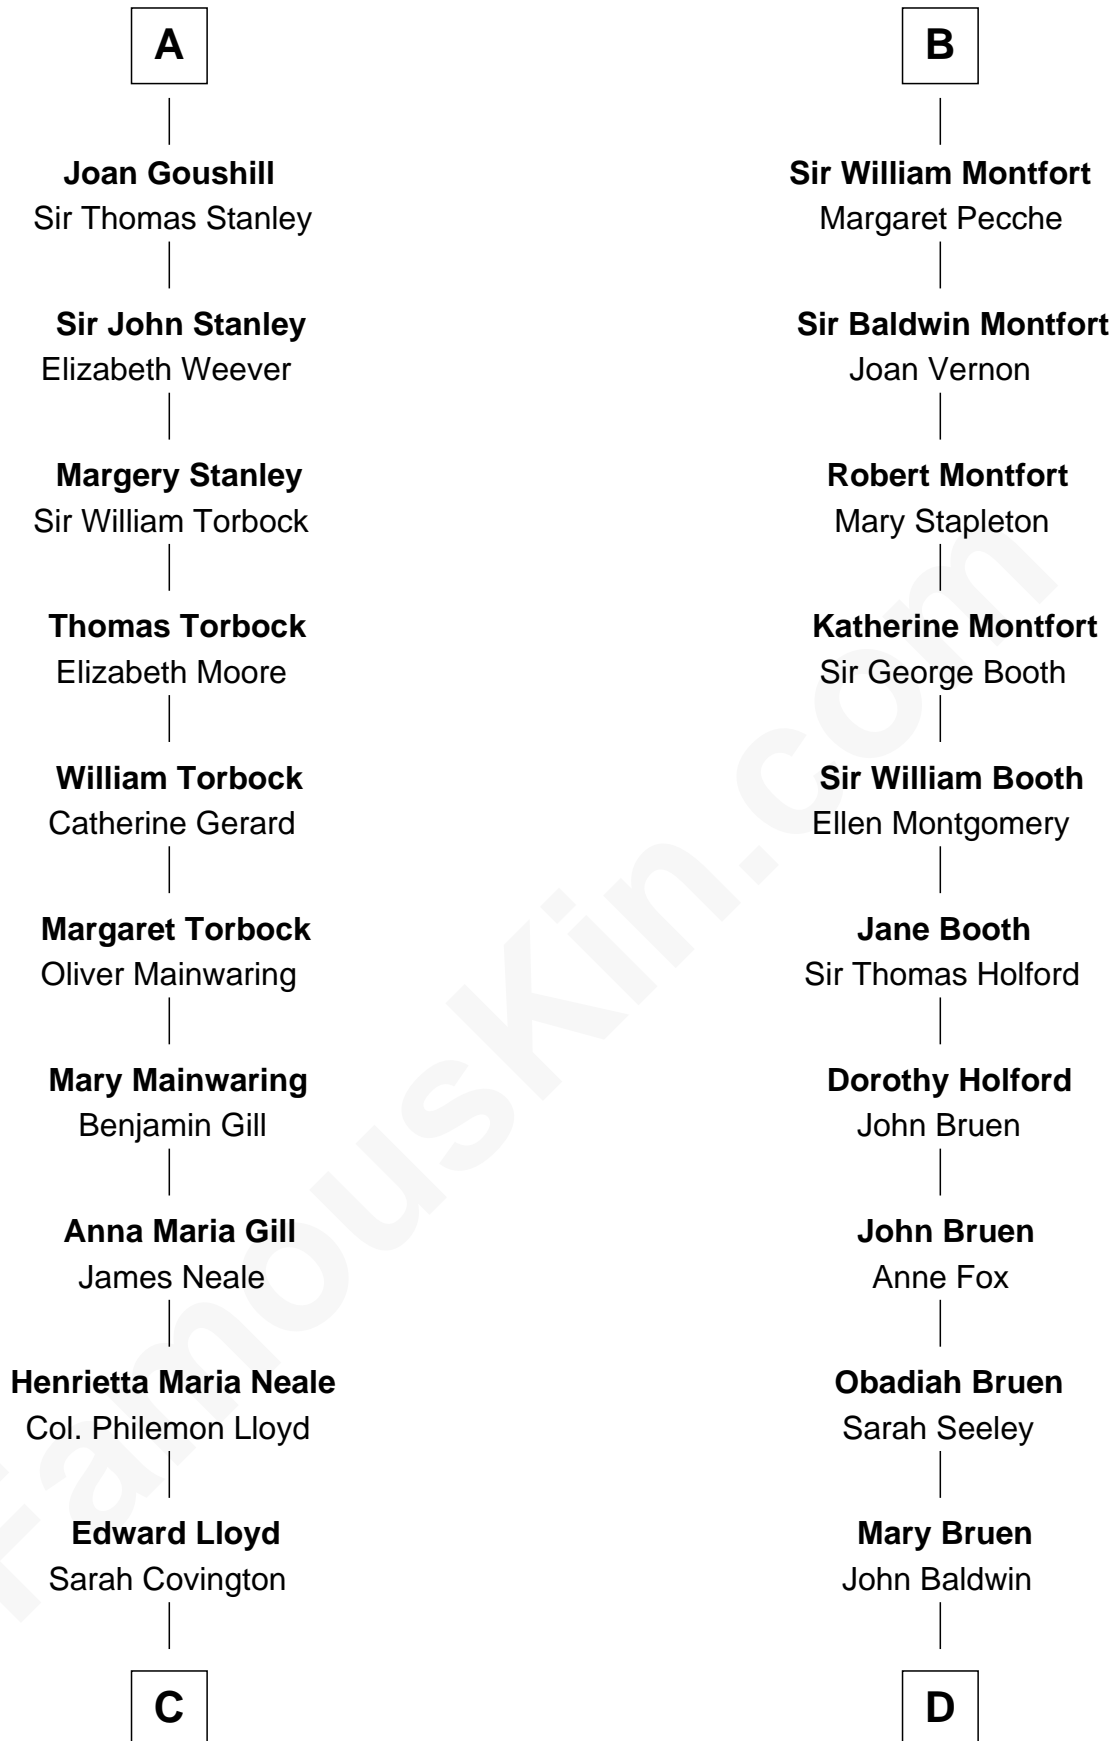 A
Joan Goushill
Sir Thomas Stanley
Sir John Stanley
Elizabeth Weever
Margery Stanley
Sir William Torbock
Thomas Torbock
Elizabeth Moore
William Torbock
Catherine Gerard
Margaret Torbock
Oliver Mainwaring
Mary Mainwaring
Benjamin Gill
Anna Maria Gill
James Neale
Henrietta Maria Neale
Col. Philemon Lloyd
Edward Lloyd
Sarah Covington
C
B
Sir William Montfort
Margaret Pecche
Sir Baldwin Montfort
Joan Vernon
Robert Montfort
Mary Stapleton
Katherine Montfort
Sir George Booth
Sir William Booth
Ellen Montgomery
Jane Booth
Sir Thomas Holford
Dorothy Holford
John Bruen
John Bruen
Anne Fox
Obadiah Bruen
Sarah Seeley
Mary Bruen
John Baldwin
D
FamousKin.com